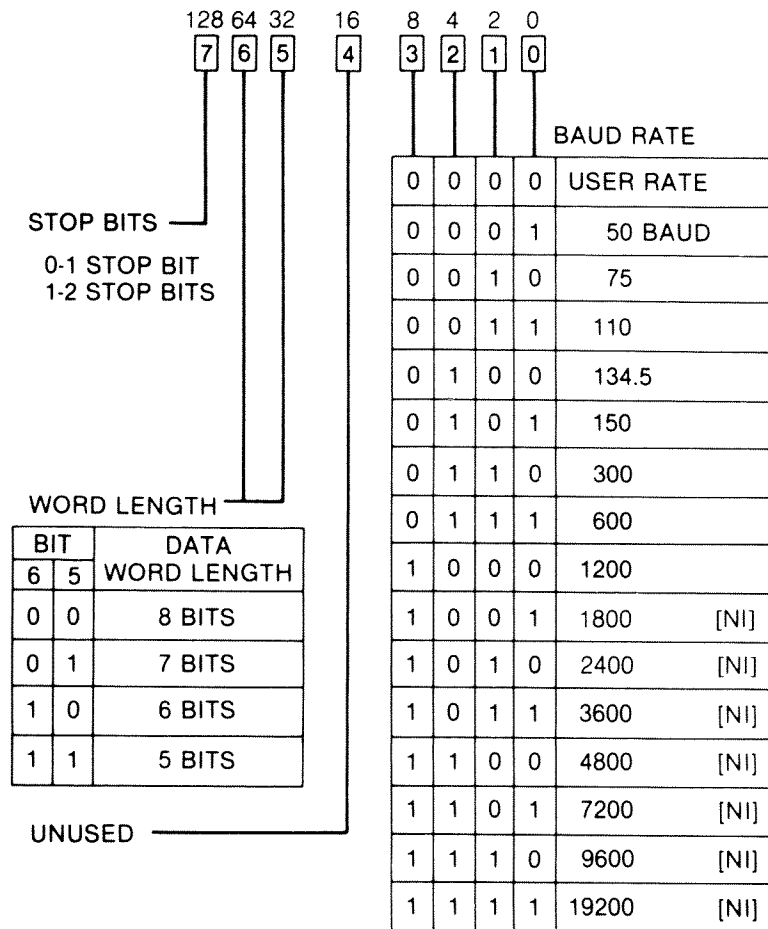 128 64 32 16 8 4 2 0
7 6 5 4 3 2 1 0
BAUD RATE
0 0 0 0 USER RATE
0 0 0 1 50 BAUD
0 0 1 0 75
0 0 1 1 110
0 1 0 0 134.5
0 1 0 1 150
0 1 1 0 300
0 1 1 1 600
1 0 0 0 1200
1 0 0 1 1800 [NI]
1 0 1 0 2400 [NI]
1 0 1 1 3600 [NI]
1 1 0 0 4800 [NI]
1 1 0 1 7200 [NI]
1 1 1 0 9600 [NI]
1 1 1 1 19200 [NI]
STOP BITS
0-1 STOP BIT
1-2 STOP BITS
WORD LENGTH
BIT DATA
6 5 WORD LENGTH
0 0 8 BITS
0 1 7 BITS
1 0 6 BITS
1 1 5 BITS
UNUSED